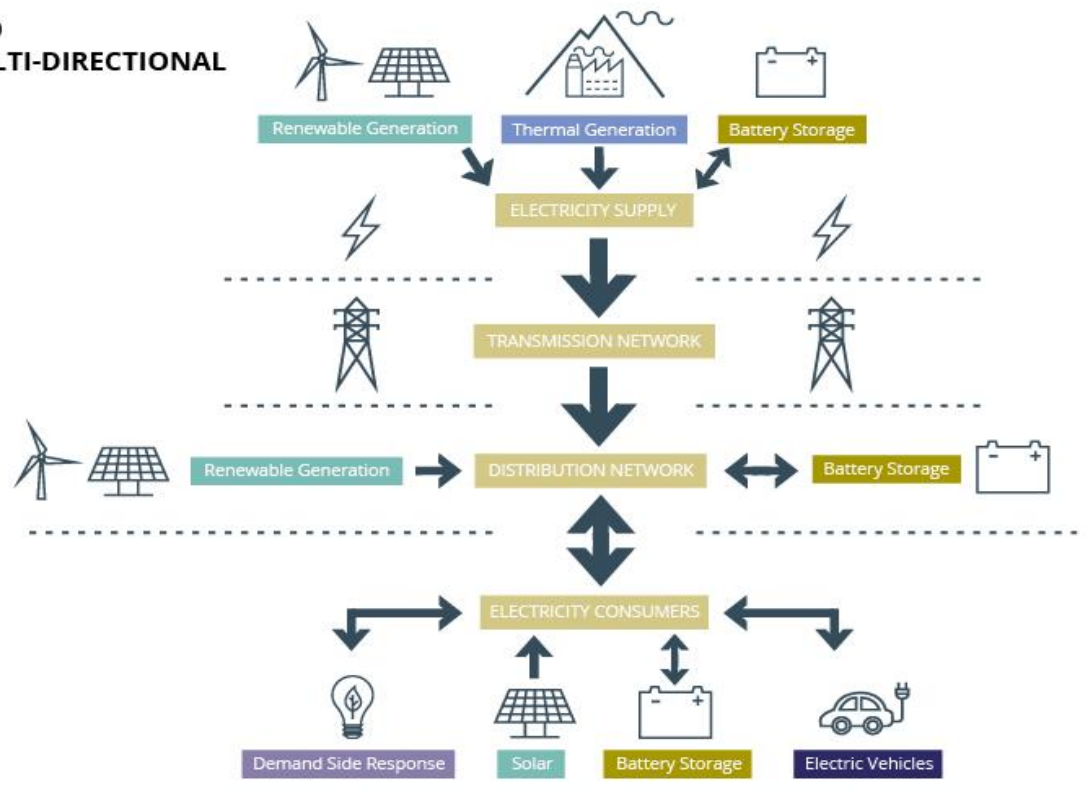 LTI-DIRECTIONAL
Renewable Generation
Thermal Generation
Battery Storage
ELECTRICITY SUPPLY
TRANSMISSION NETWORK
Renewable Generation
DISTRIBUTION NETWORK
Battery Storage
ELECTRICITY CONSUMERS
Demand Side Response
Solar
Battery Storage
Electric Vehicles